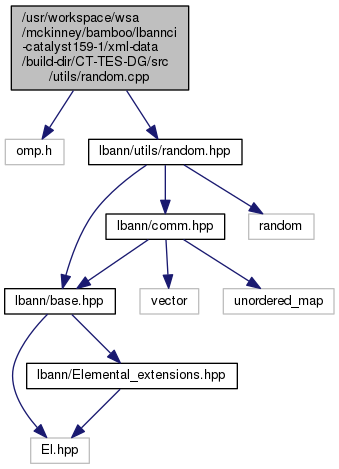 /usr/workspace/wsa
/mckinney/bamboo/lbannci
-catalyst159-1/xml-data
/build-dir/CT-TES-DG/src
/utils/random.cpp
omp.h
lbann/utils/random.hpp
lbann/comm.hpp
random
lbann/base.hpp
vector
unordered_map
lbann/Elemental_extensions.hpp
El.hpp